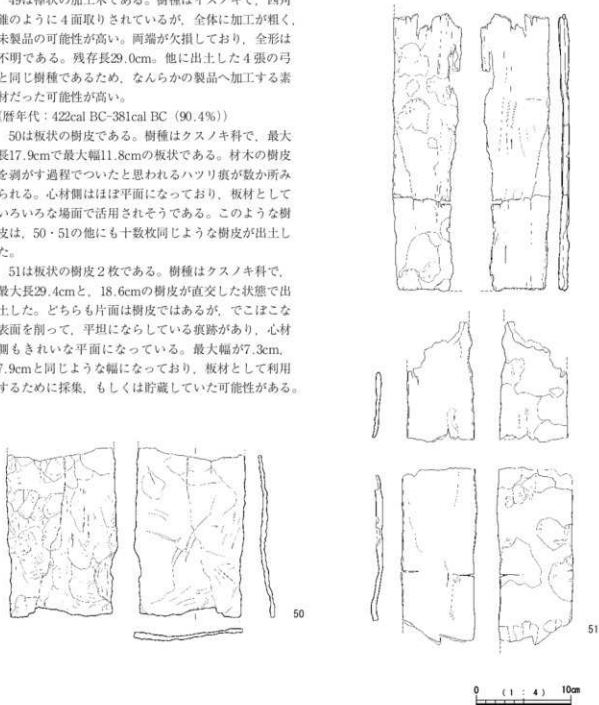 49は棒状の加工木である。樹種はイスノキで，四角
錐のように４面取りされているが，全体に加工が粗く，
未製品の可能性が高い。両端が欠損しており，全形は
不明である。残存長29.0cm。他に出土した４張の弓
と同じ樹種であるため，なんらかの製品へ加工する素
材だった可能性が高い。
（暦年代：422cal BC-381cal BC（90.4%））
50は板状の樹皮である。樹種はクスノキ科で，最大
長17.9cmで最大幅11.8cmの板状である。材木の樹皮
を剥がす過程でついたと思われるハツリ痕が数か所み
られる。心材側はほぼ平面になっており，板材として
いろいろな場面で活用されそうである。このような樹
皮は，50・51の他にも十数枚同じような樹皮が出土し
た。
51は板状の樹皮２枚である。樹種はクスノキ科で，
最大長29.4cmと，18.6cmの樹皮が直交した状態で出
土した。どちらも片面は樹皮ではあるが，でこぼこな
表面を削って，平坦にならしている痕跡があり，心材
側もきれいな平面になっている。最大幅が7.3cm，
7.9cmと同じような幅になっており，板材として利用
するために採集，もしくは貯蔵していた可能性がある。
50
51
0 （1：4） 10cm